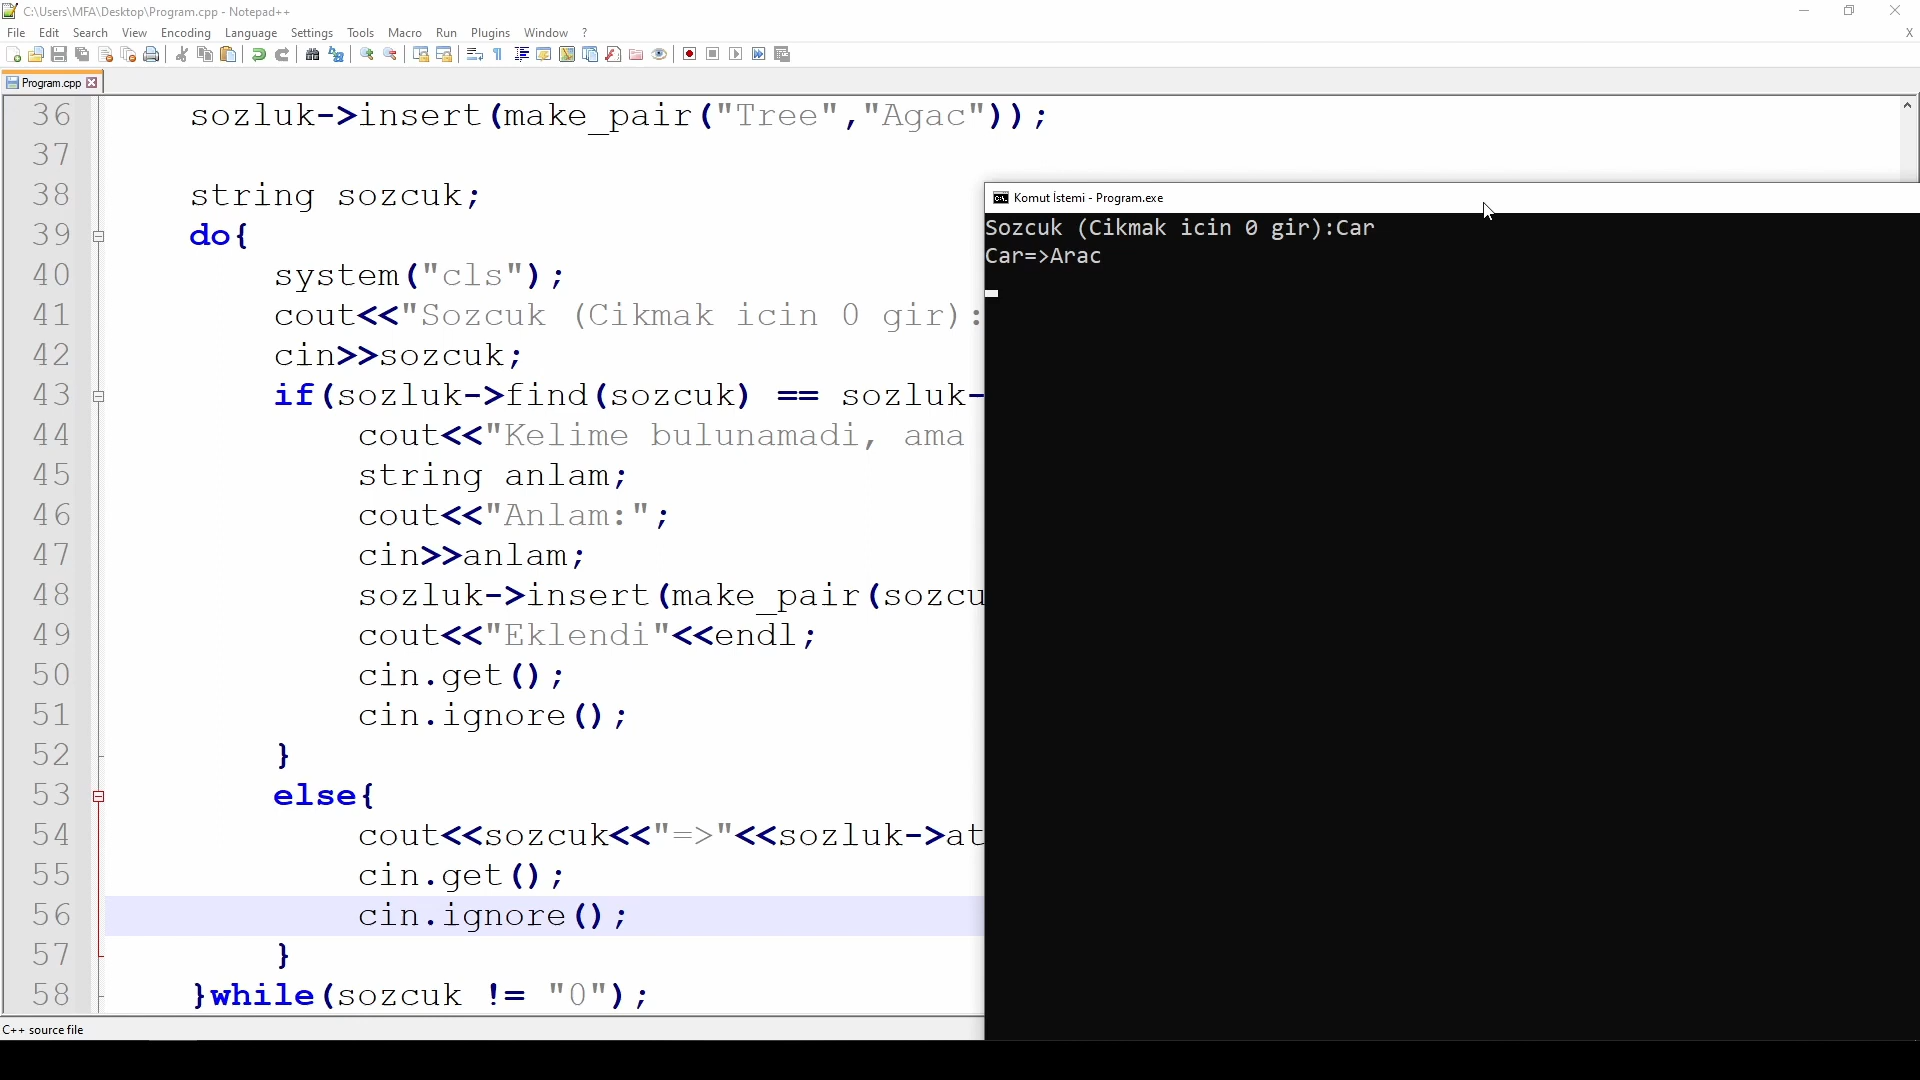 C:\Users\MFA\Desktop\Program.cpp - Notepad++
File Edit Search View Encoding Language Settings Tools Macro Run Plugins Window ? X
Program.cpp
36 sozluk->insert(make_pair("Tree","Agac"));
37
38 string sozcuk;
39 do{
40 system("cls");
41 cout<<"Sozcuk (Cikmak icin 0 gir):
42 cin>>sozcuk;
43 if(sozluk->find(sozcuk) == sozluk-
44 cout<<"Kelime bulunamadi, ama
45 string anlam;
46 cout<<"Anlam:";
47 cin>>anlam;
48 sozluk->insert(make_pair(sozcu
49 cout<<"Eklendi"<<endl;
50 cin.get();
51 cin.ignore();
52 }
53 else{
54 cout<<sozcuk<<"=>"<<sozluk->at
55 cin.get();
56 cin.ignore();
57 }
58 }while(sozcuk != "0");
C++ source file
Komut İstemi - Program.exe
Sozcuk (Cikmak icin 0 gir):Car
Car=>Arac